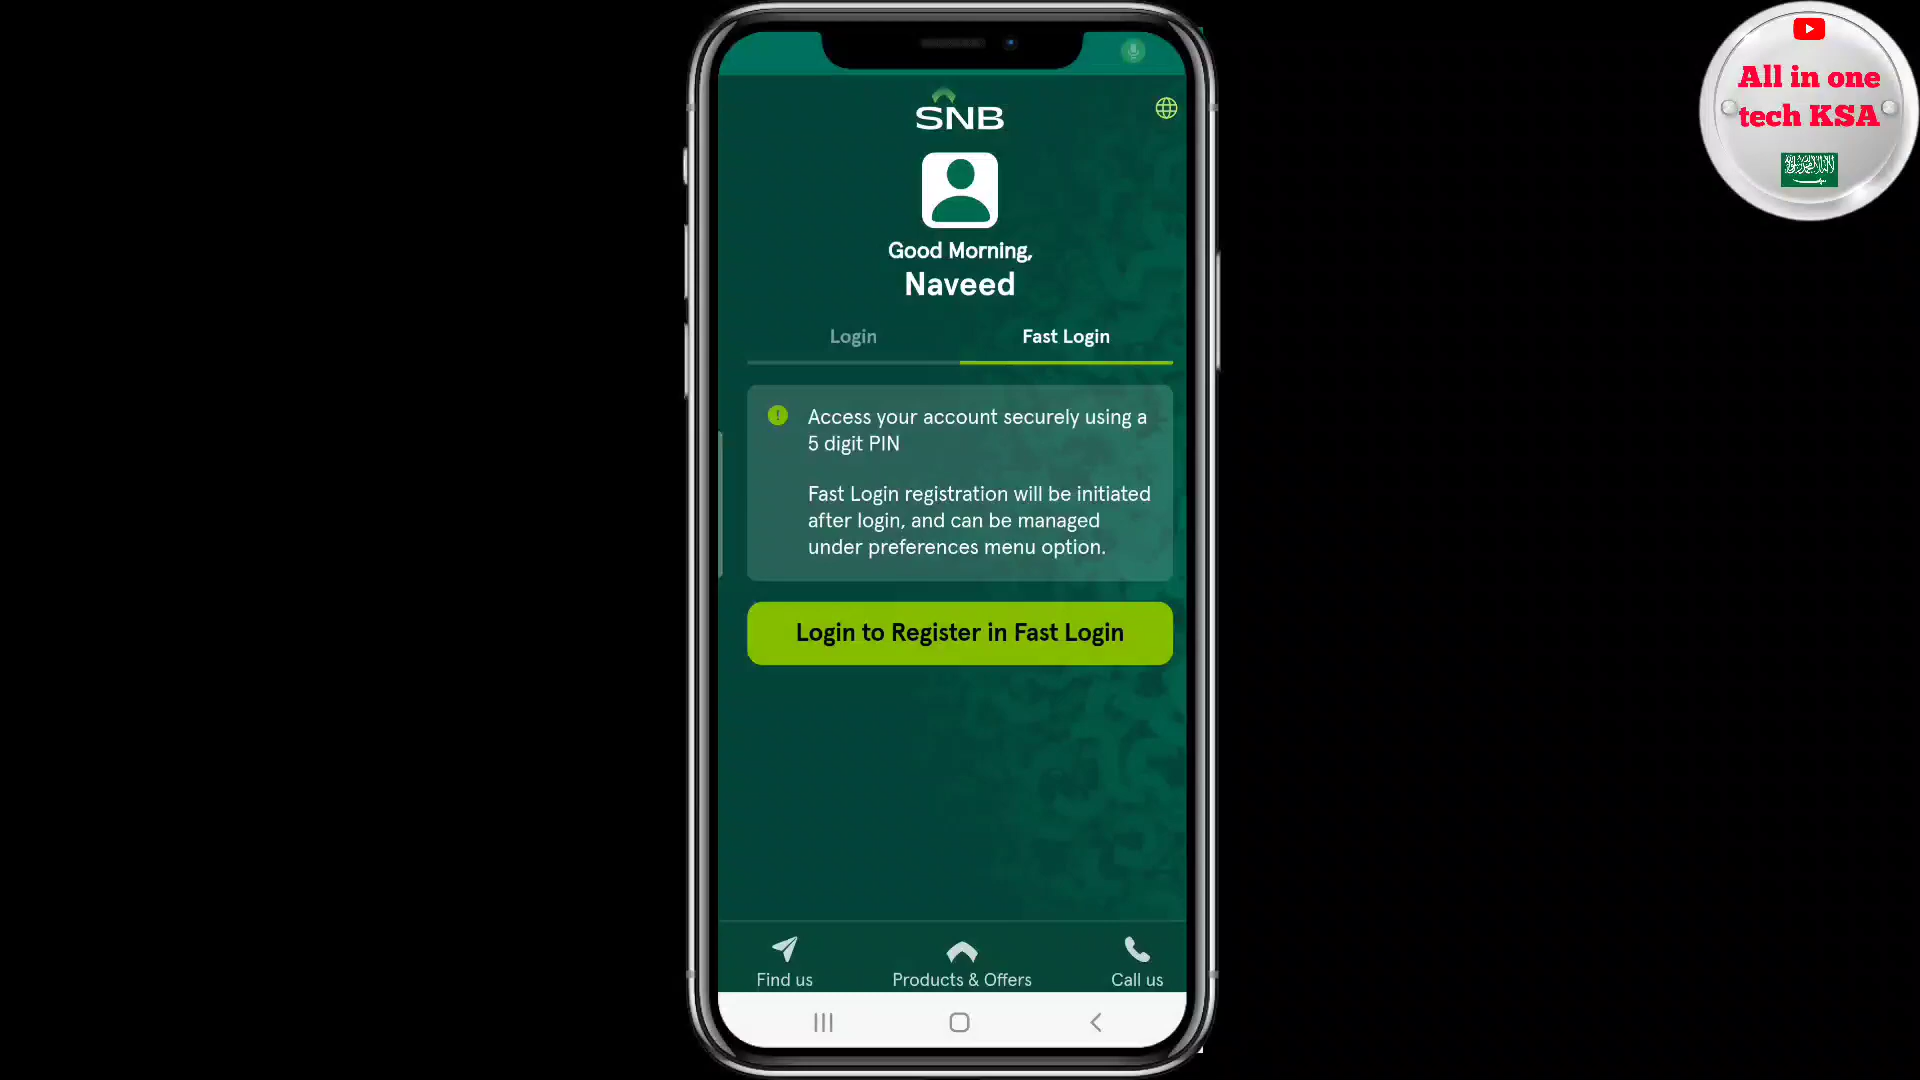 All in one
tech KSA
SNB
Good Morning,
Naveed
Login
Fast Login
Access your account securely using a
5 digit PIN
Fast Login registration will be initiated
after login, and can be managed
under preferences menu option.
Login to Register in Fast Login
Find us
Products & Offers
Call us